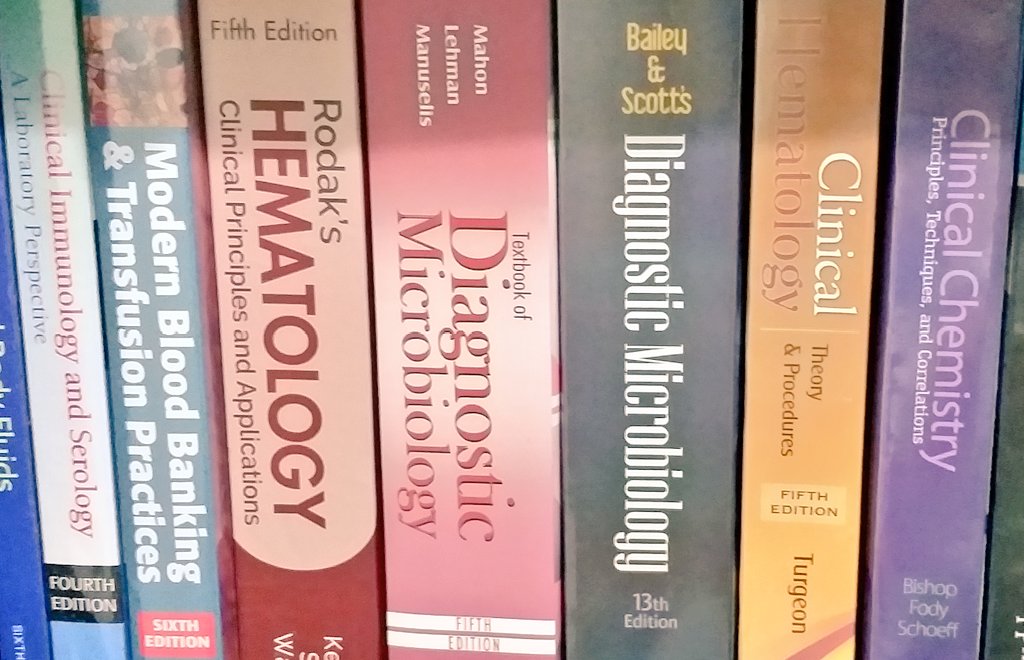 Body Fluids
SIXTH
Clinical Immunology and Serology
A Laboratory Perspective
FOURTH
EDITION
Modern Blood Banking
& Transfusion Practices
SIXTH
EDITION
Fifth Edition
Rodak's
HEMATOLOGY
Clinical Principles and Applications
Mahon
Lehman
Manuselis
Textbook of
Diagnostic
Microbiology
FIFTH
EDITION
Bailey
&
Scott's
Diagnostic Microbiology
13th
Edition
Clinical
Hematology
Theory
& Procedures
FIFTH
EDITION
Turgeon
Clinical Chemistry
Principles, Techniques, and Correlations
Bishop
Fody
Schoeff